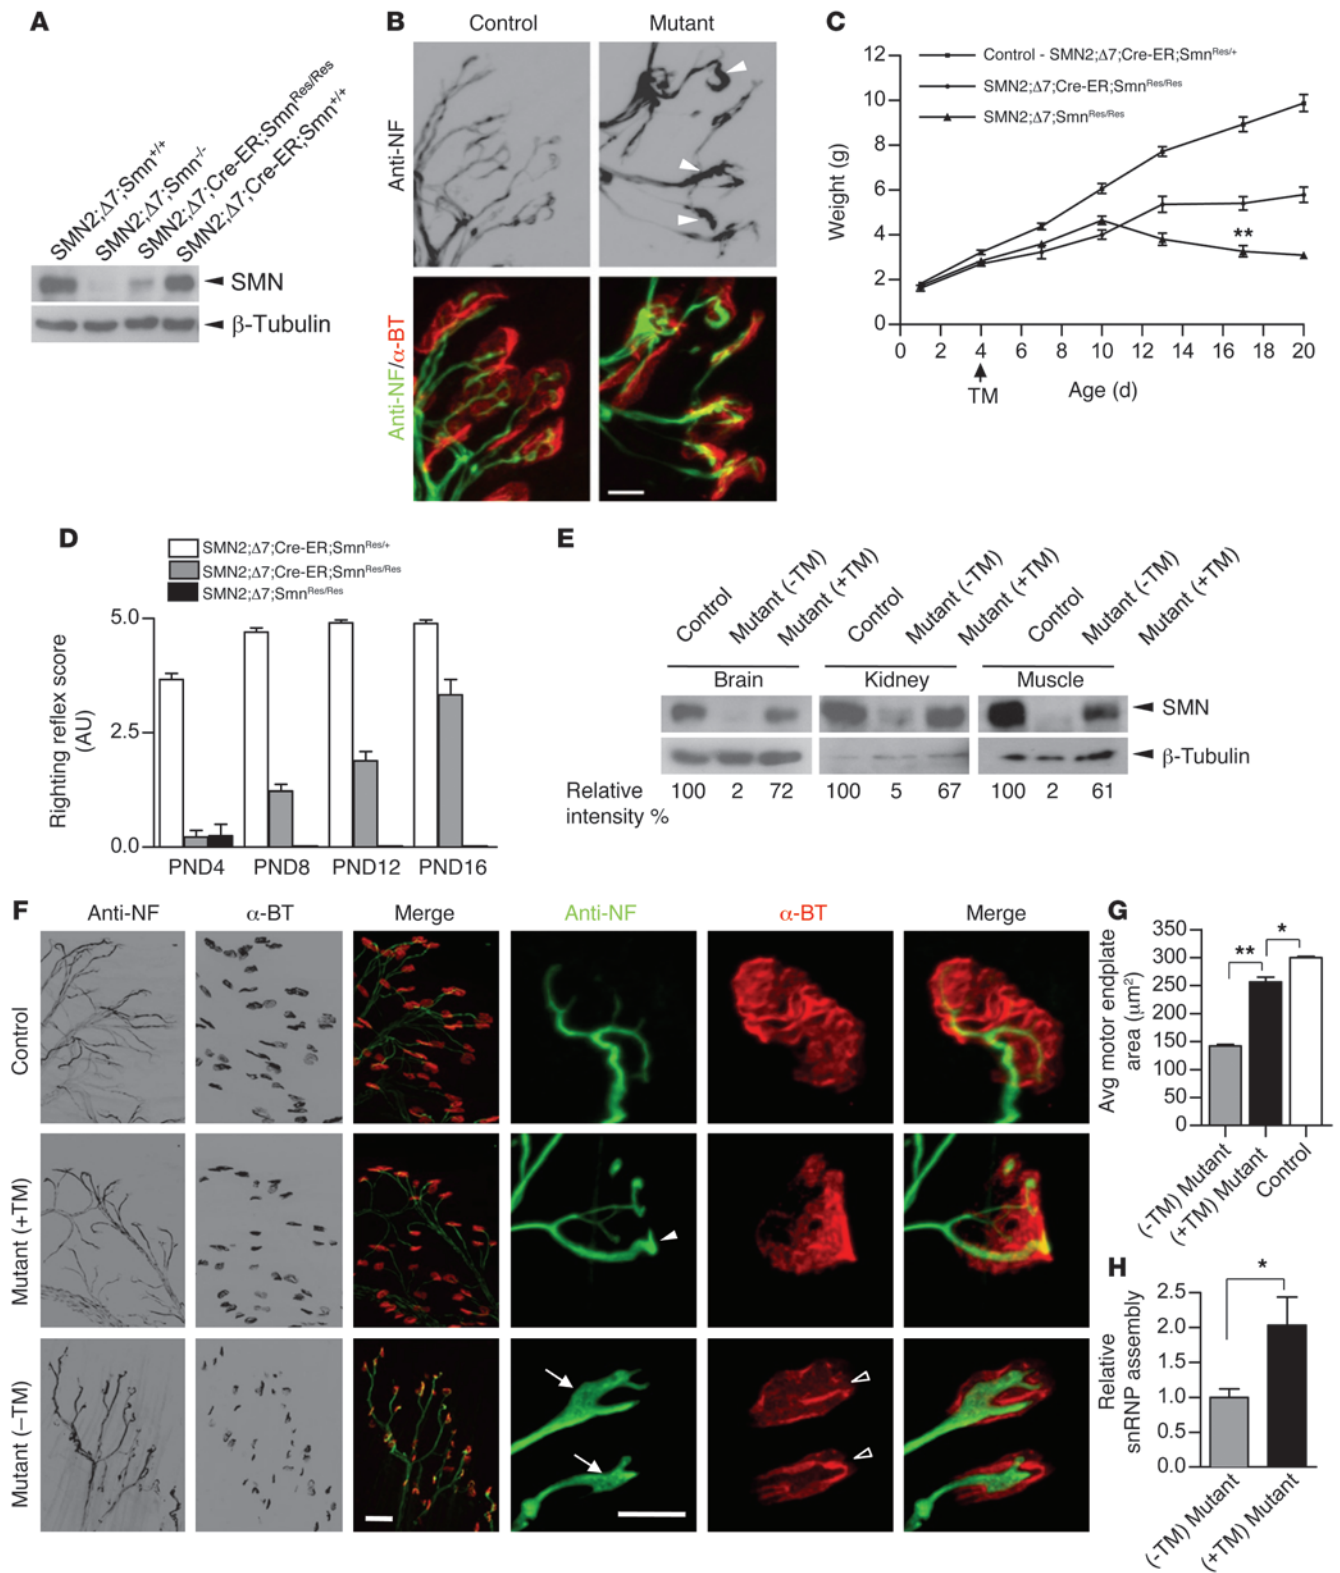 A
SMN2;Δ7;Smn+/+
SMN2;Δ7;Smn-/-
SMN2;Δ7;Cre-ER;SmnRes/Res
SMN2;Δ7;Cre-ER;Smn+/+
SMN
β-Tubulin
B
Control Mutant
Anti-NF
Anti-NF/α-BT
C
Control - SMN2;Δ7;Cre-ER;SmnRes/+
SMN2;Δ7;Cre-ER;SmnRes/Res
SMN2;Δ7;SmnRes/Res
Weight (g)
12
10
8
6
4
2
0
**
0 2 4 6 8 10 12 14 16 18 20
TM
Age (d)
D
SMN2;Δ7;Cre-ER;SmnRes/+
SMN2;Δ7;Cre-ER;SmnRes/Res
SMN2;Δ7;SmnRes/Res
Righting reflex score
(AU)
5.0
2.5
0.0
PND4 PND8 PND12 PND16
E
Control
Mutant (-TM)
Mutant (+TM)
Control
Mutant (-TM)
Mutant (+TM)
Control
Mutant (-TM)
Mutant (+TM)
Brain Kidney Muscle
SMN
β-Tubulin
Relative
intensity %
100 2 72 100 5 67 100 2 61
F
Anti-NF α-BT Merge Anti-NF α-BT Merge
Control
Mutant (+TM)
Mutant (−TM)
G
Avg motor endplate
area (μm2)
350
300
250
200
150
100
50
0
** *
(-TM) Mutant
(+TM) Mutant
Control
H
Relative
snRNP assembly
2.5
2.0
1.5
1.0
0.5
0.0
*
(-TM) Mutant
(+TM) Mutant